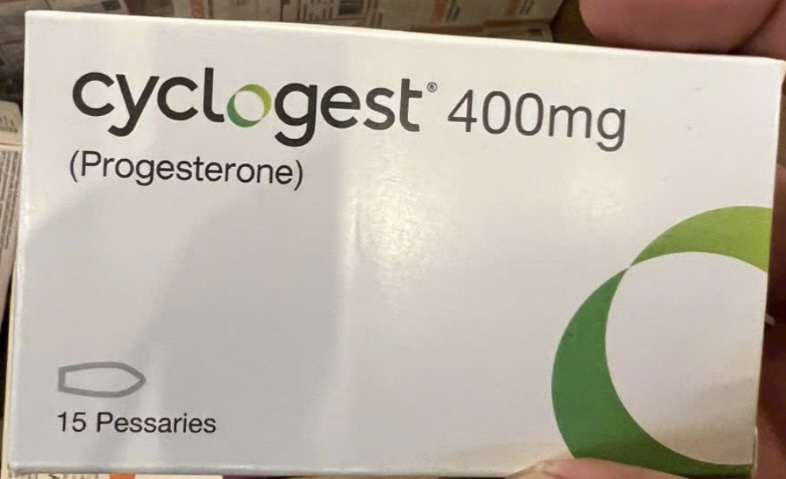 cyclogest® 400mg
(Progesterone)
15 Pessaries